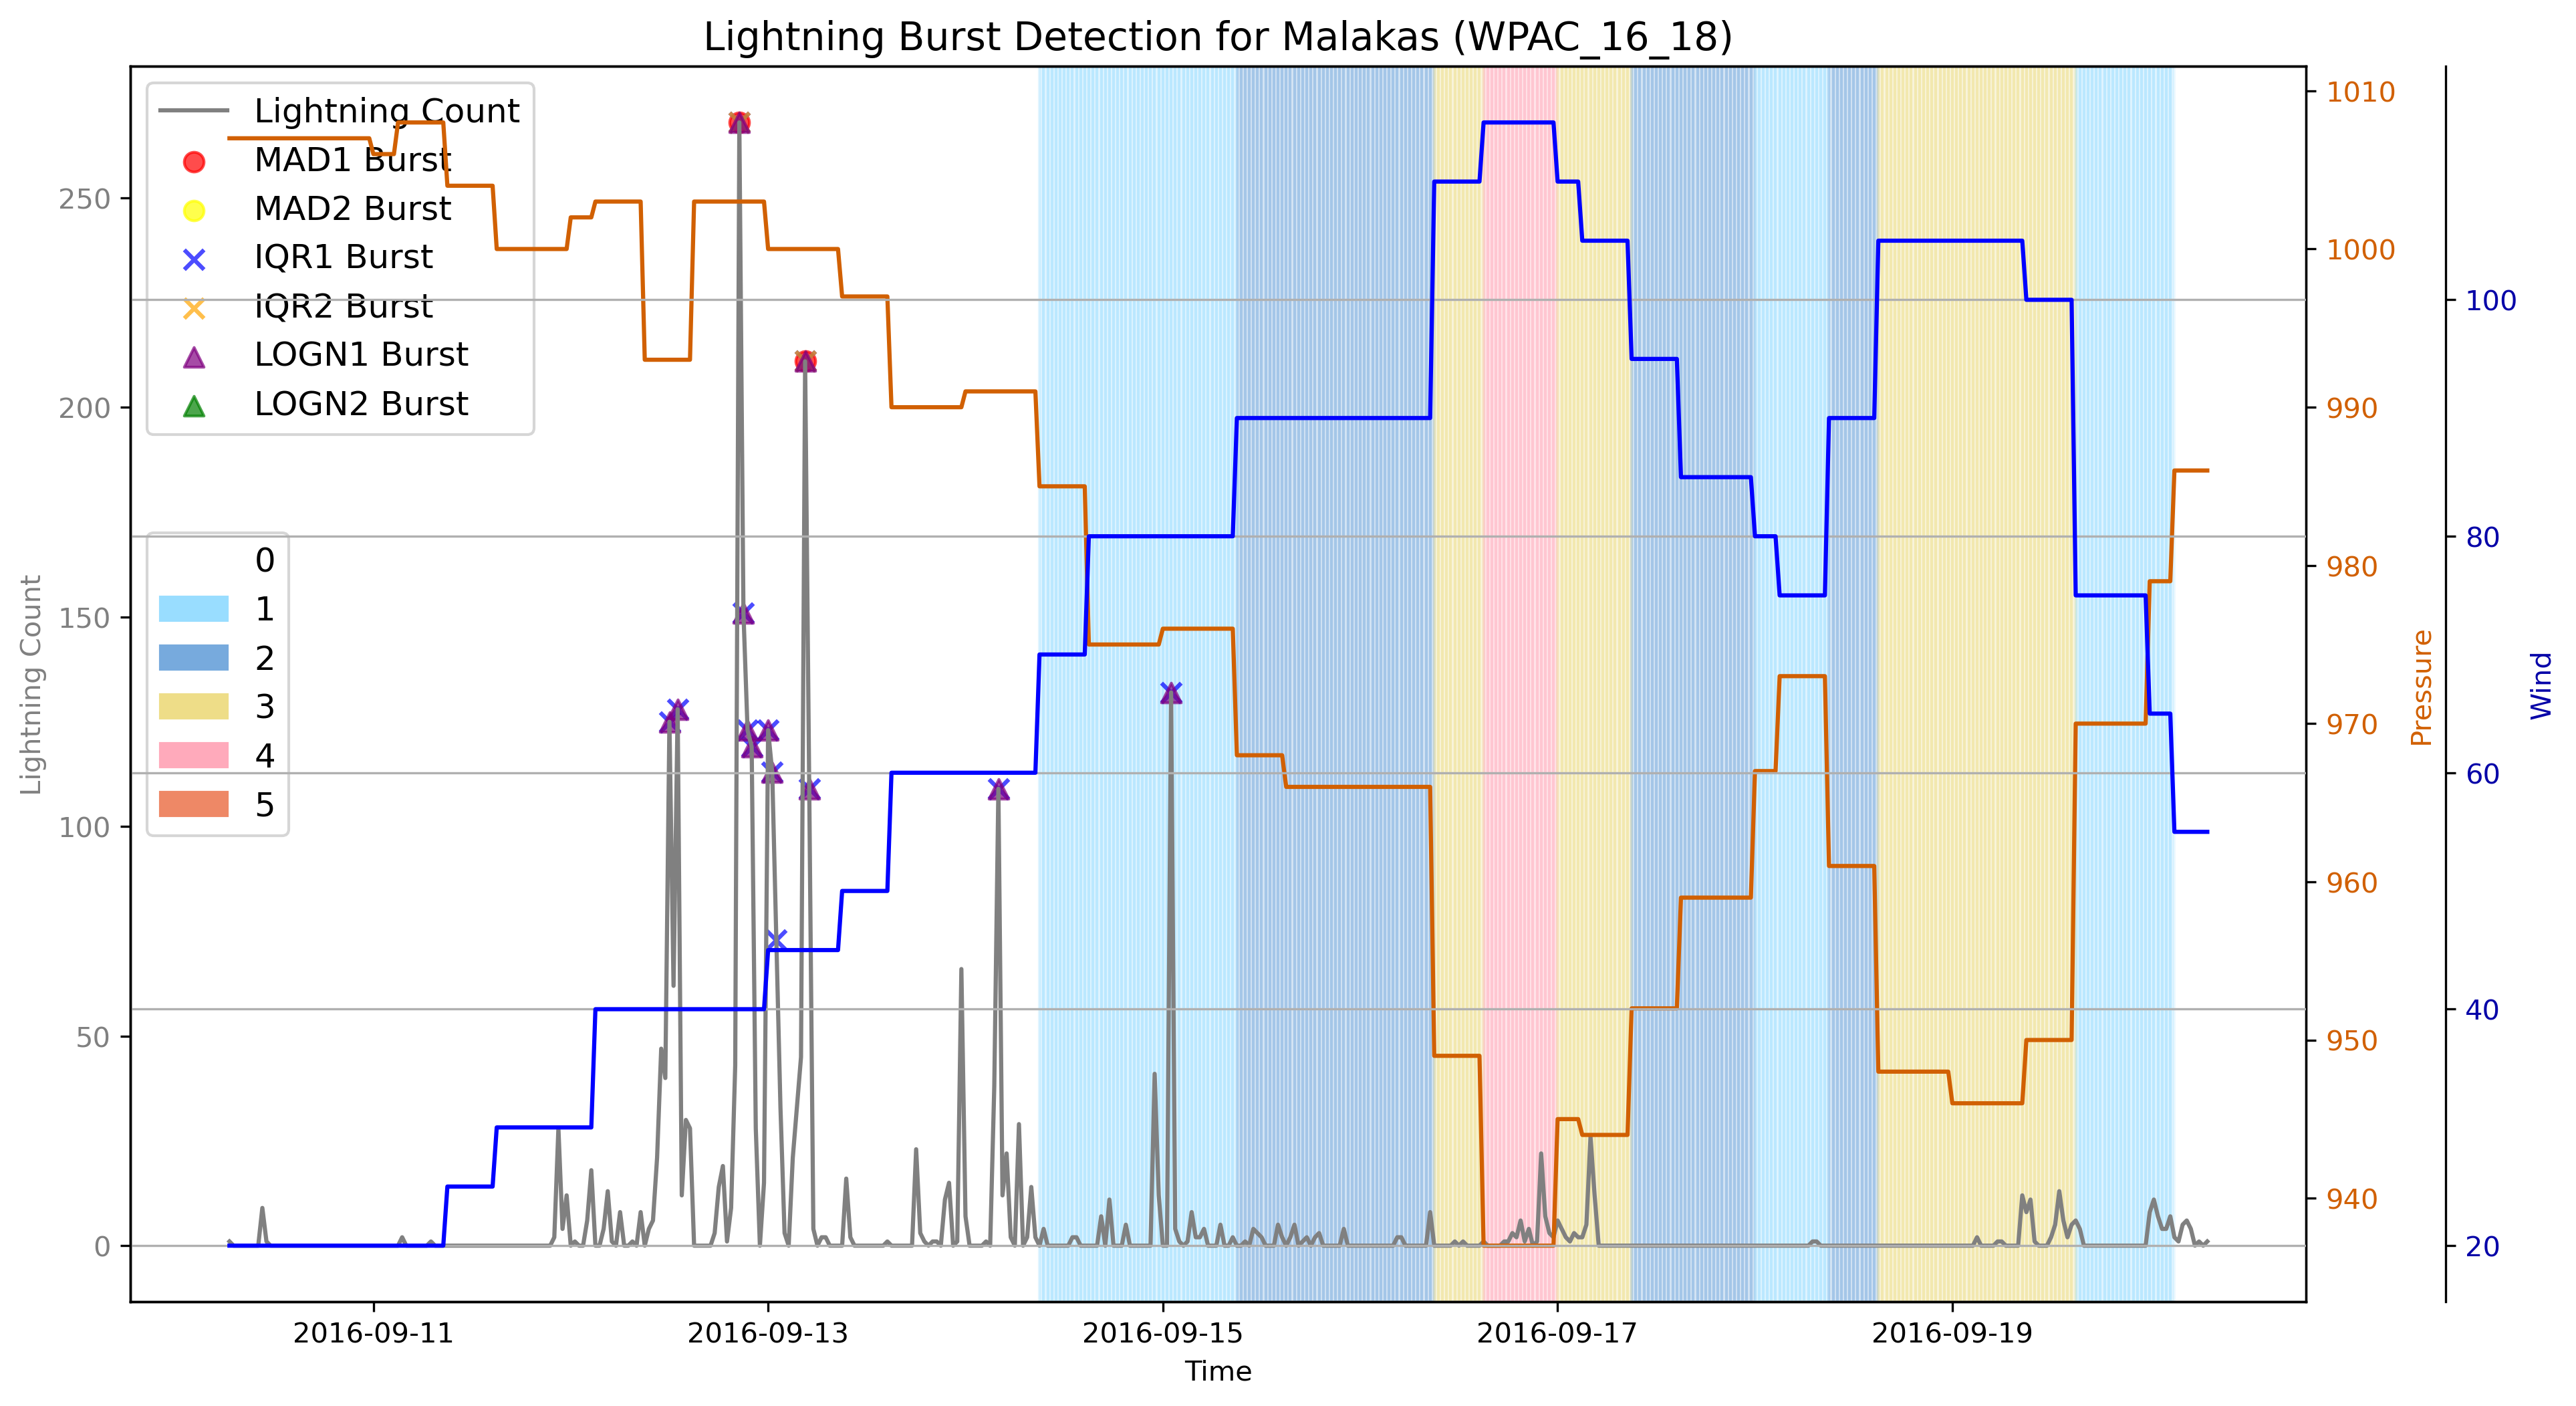 Lightning Burst Detection for Malakas (WPAC_16_18)
Lightning Count
MAD1 Burst
MAD2 Burst
IQR1 Burst
IQR2 Burst
LOGN1 Burst
LOGN2 Burst
0
1
2
3
4
5
250
200
150
100
50
0
Lightning Count
1010
1000
990
980
970
960
950
940
Pressure
100
80
60
40
20
Wind
2016-09-11
2016-09-13
2016-09-15
2016-09-17
2016-09-19
Time